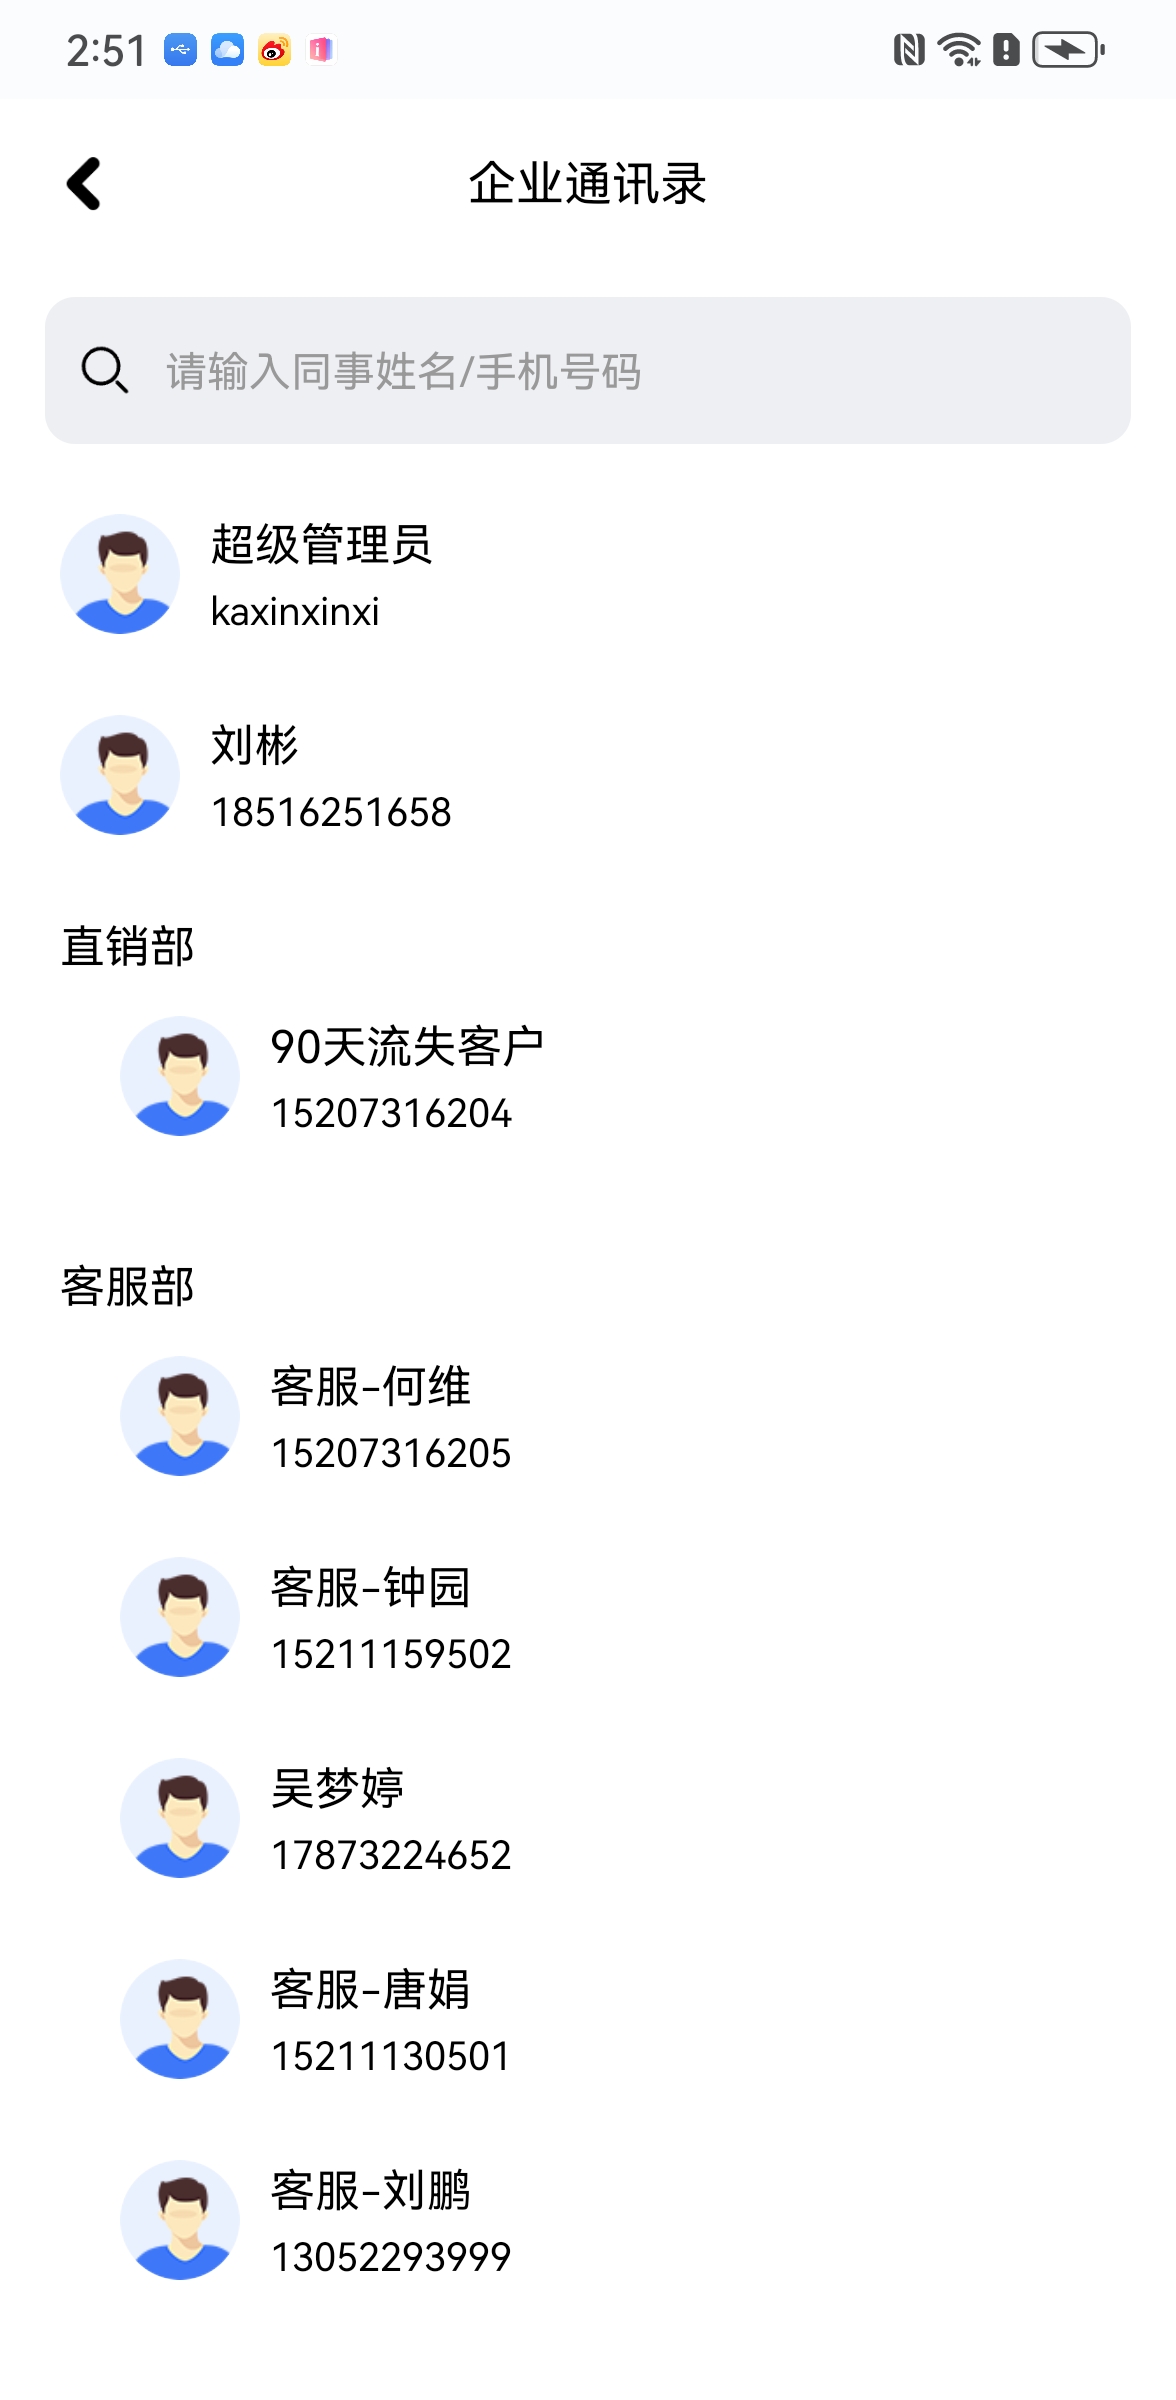 2:51
企业通讯录
请输入同事姓名/手机号码
超级管理员
kaxinxinxi
刘彬
18516251658
直销部
90天流失客户
15207316204
客服部
客服-何维
15207316205
客服-钟园
15211159502
吴梦婷
17873224652
客服-唐娟
15211130501
客服-刘鹏
13052293999